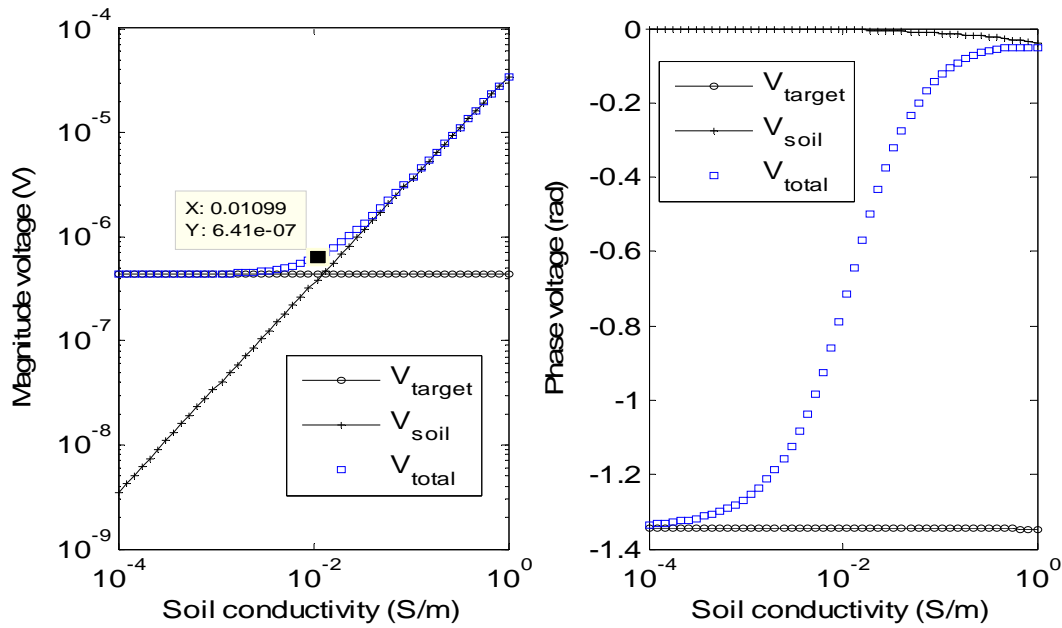 Magnitude voltage (V)
10^-4
10^-5
10^-6
10^-7
10^-8
10^-9
X: 0.01099
Y: 6.41e-07
V_target
V_soil
V_total
10^-4
10^-2
10^0
Soil conductivity (S/m)
Phase voltage (rad)
0
-0.2
-0.4
-0.6
-0.8
-1
-1.2
-1.4
V_target
V_soil
V_total
10^-4
10^-2
10^0
Soil conductivity (S/m)